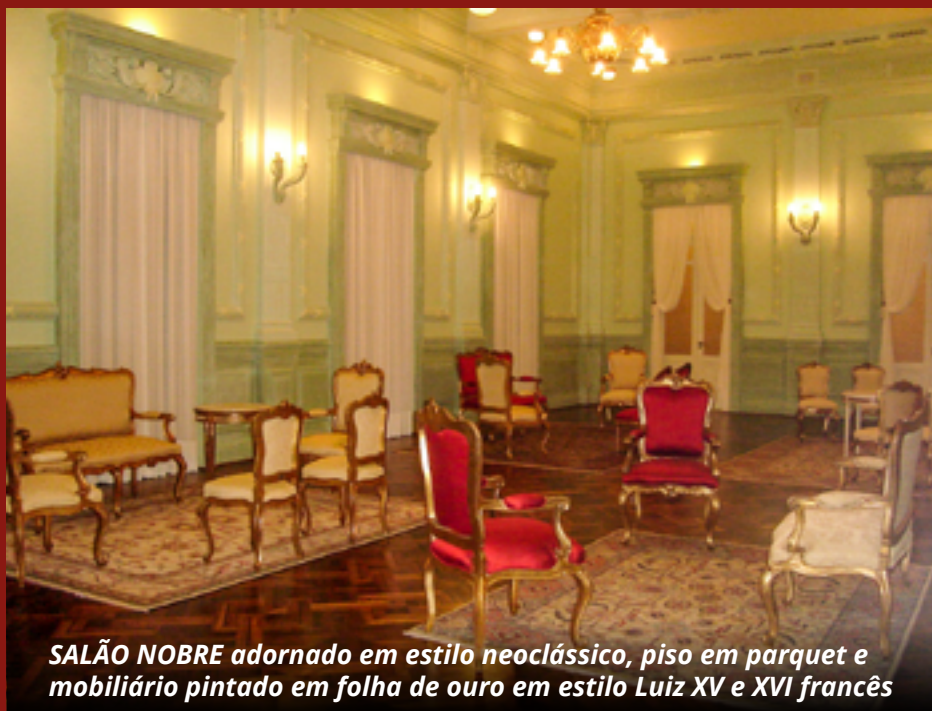 SALÃO NOBRE adornado em estilo neoclássico, piso em parquet e
mobiliário pintado em folha de ouro em estilo Luiz XV e XVI francês